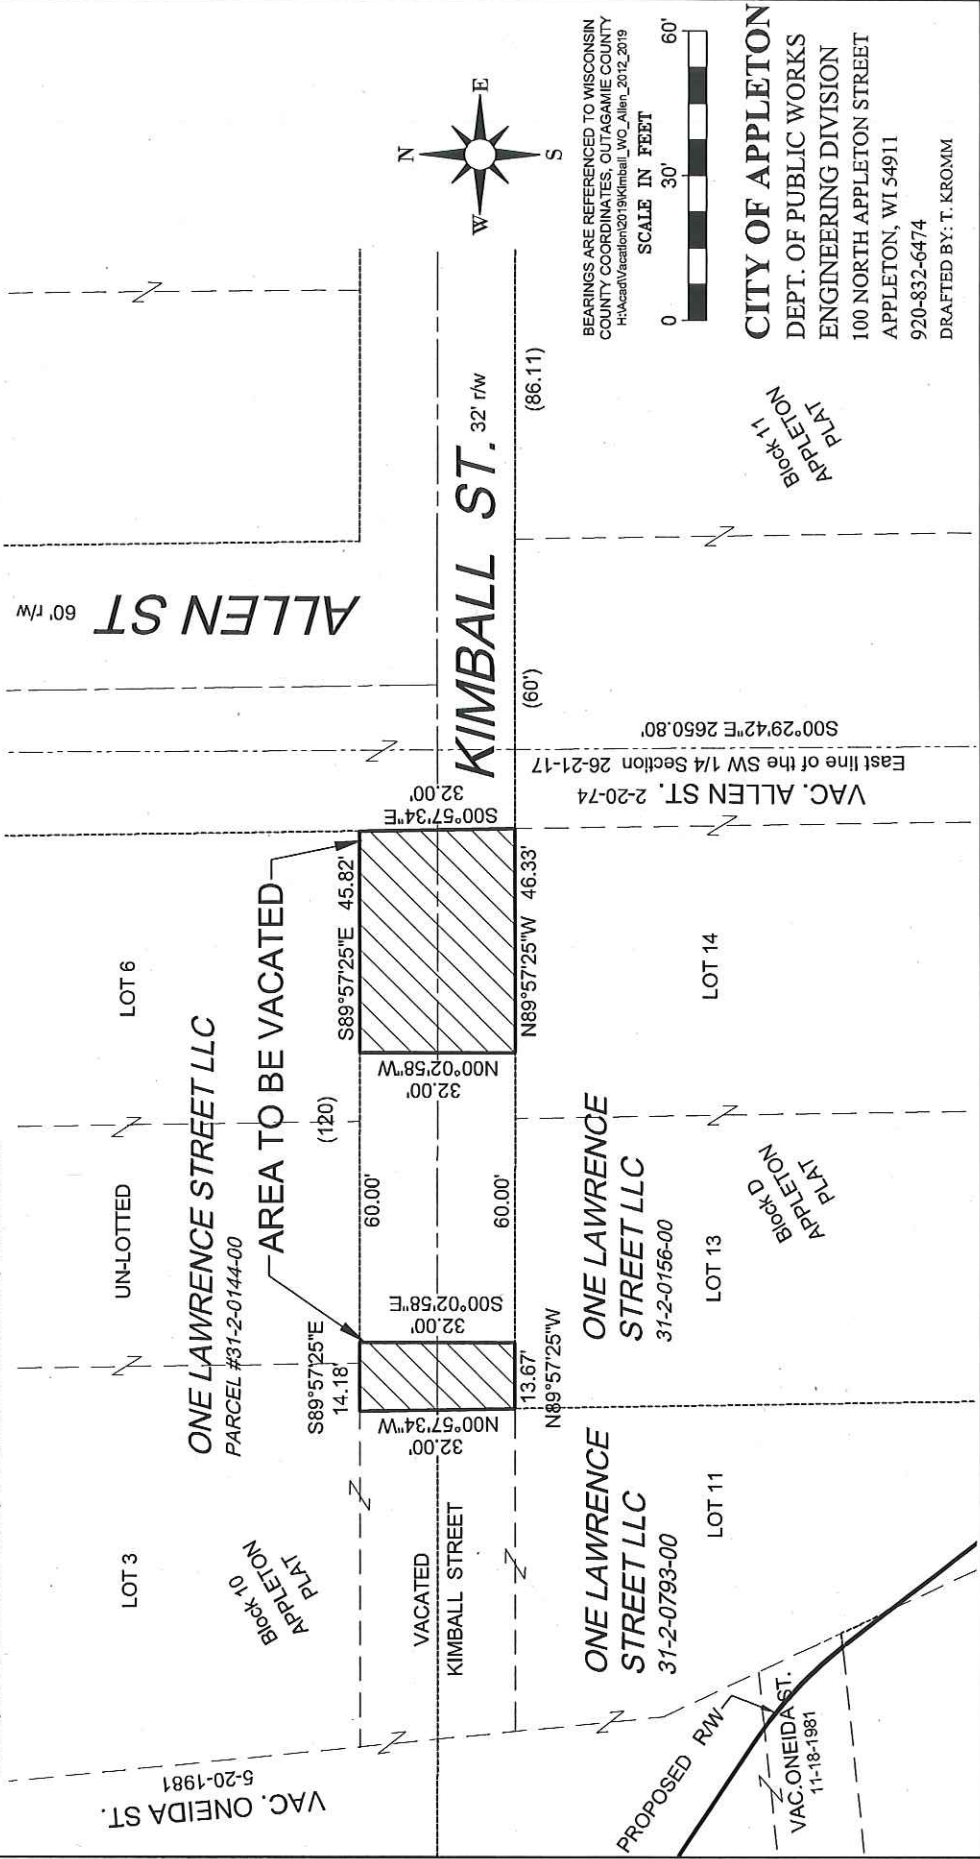 VAC. ONEIDA ST.
5-20-1981
LOT 3
Block 10
APPLETON
PLAT
VACATED
KIMBALL STREET
UN-LOTTED
LOT 6
ONE LAWRENCE STREET LLC
PARCEL #31-2-0144-00
AREA TO BE VACATED
(120)
S89°57'25"E
14.18'
N00°57'34"W
32.00'
13.67'
N89°57'25"W
S00°02'58"E
32.00'
60.00'
60.00'
N00°02'58"W
32.00'
S89°57'25"E 45.82'
N89°57'25"W 46.33'
S00°57'34"E
32.00'
ALLEN ST 60' r/w
KIMBALL ST. 32' r/w
(60')
(86.11)
VAC. ALLEN ST. 2-20-74
East line of the SW 1/4 Section 26-21-17
S00°29'42"E 2650.80'
ONE LAWRENCE
STREET LLC
31-2-0793-00
LOT 11
ONE LAWRENCE
STREET LLC
31-2-0156-00
LOT 13
LOT 14
Block D
APPLETON
PLAT
Block 11
APPLETON
PLAT
PROPOSED R/W
VAC.ONEIDA ST.
11-18-1981
N
E
S
W
BEARINGS ARE REFERENCED TO WISCONSIN
COUNTY COORDINATES, OUTAGAMIE COUNTY
H:\Acad\Vacation\2019\Kimball_WO_Allen_2012_2019
SCALE IN FEET
0 30' 60'
CITY OF APPLETON
DEPT. OF PUBLIC WORKS
ENGINEERING DIVISION
100 NORTH APPLETON STREET
APPLETON, WI 54911
920-832-6474
DRAFTED BY: T. KROMM